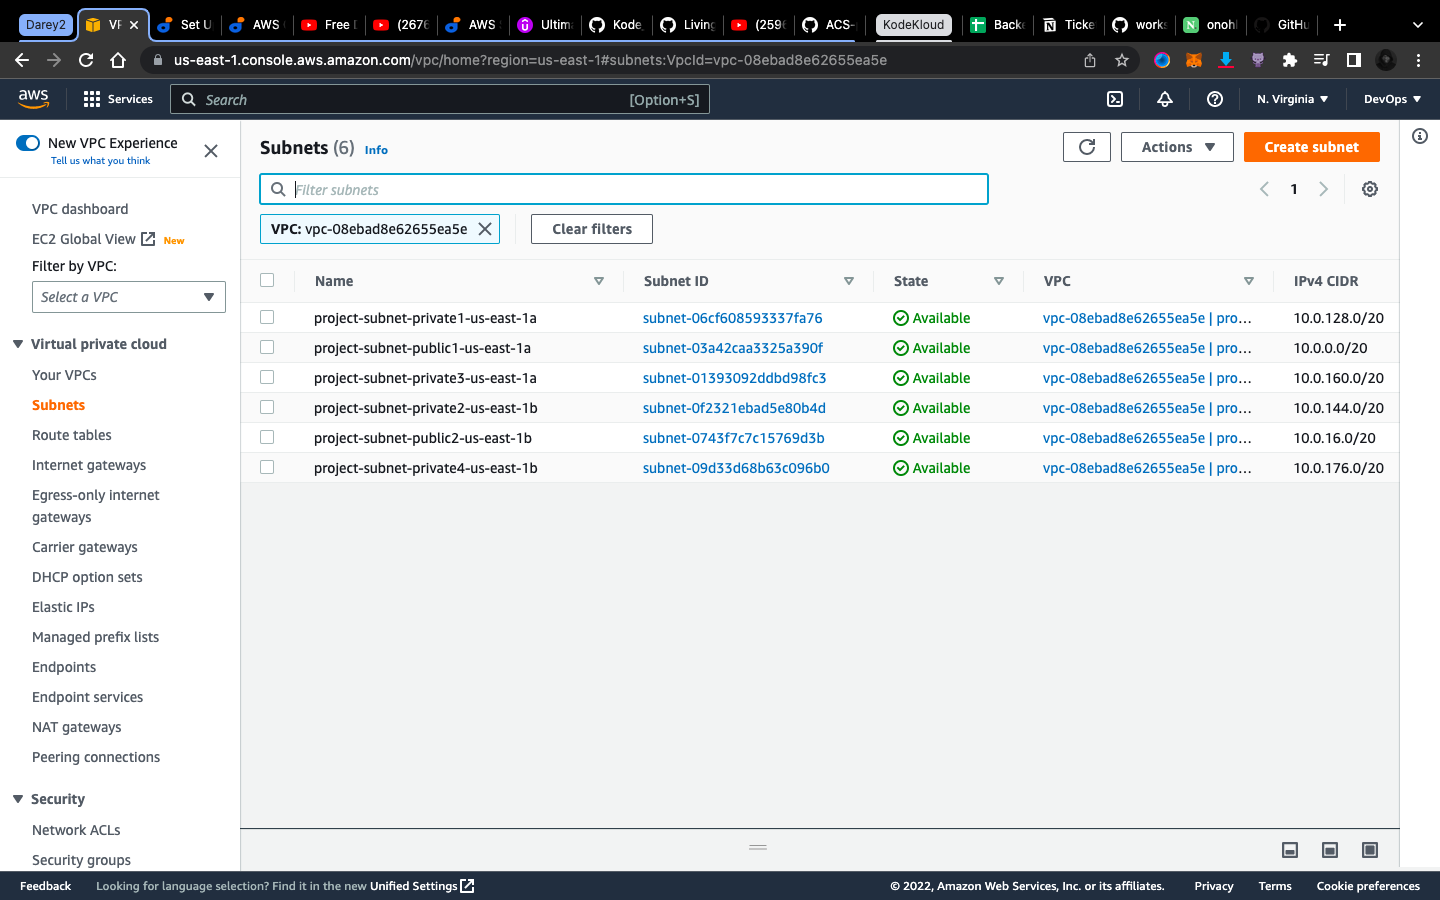 Darey2 VP Set U AWS Free D (2676 AWS Ultima Kode Living (259 ACS- KodeKloud Backe Ticke works onohl GitHu
us-east-1.console.aws.amazon.com/vpc/home?region=us-east-1#subnets:VpcId=vpc-08ebad8e62655ea5e
aws Services Search [Option+S] N. Virginia DevOps
New VPC Experience
Tell us what you think
VPC dashboard
EC2 Global View New
Filter by VPC:
Select a VPC
Virtual private cloud
Your VPCs
Subnets
Route tables
Internet gateways
Egress-only internet
gateways
Carrier gateways
DHCP option sets
Elastic IPs
Managed prefix lists
Endpoints
Endpoint services
NAT gateways
Peering connections
Security
Network ACLs
Security groups
Subnets (6) Info
Actions Create subnet
Filter subnets
1
VPC: vpc-08ebad8e62655ea5e Clear filters
Name Subnet ID State VPC IPv4 CIDR
project-subnet-private1-us-east-1a subnet-06cf608593337fa76 Available vpc-08ebad8e62655ea5e | pro... 10.0.128.0/20
project-subnet-public1-us-east-1a subnet-03a42caa3325a390f Available vpc-08ebad8e62655ea5e | pro... 10.0.0.0/20
project-subnet-private3-us-east-1a subnet-01393092ddbd98fc3 Available vpc-08ebad8e62655ea5e | pro... 10.0.160.0/20
project-subnet-private2-us-east-1b subnet-0f2321ebad5e80b4d Available vpc-08ebad8e62655ea5e | pro... 10.0.144.0/20
project-subnet-public2-us-east-1b subnet-0743f7c7c15769d3b Available vpc-08ebad8e62655ea5e | pro... 10.0.16.0/20
project-subnet-private4-us-east-1b subnet-09d33d68b63c096b0 Available vpc-08ebad8e62655ea5e | pro... 10.0.176.0/20
Feedback Looking for language selection? Find it in the new Unified Settings © 2022, Amazon Web Services, Inc. or its affiliates. Privacy Terms Cookie preferences